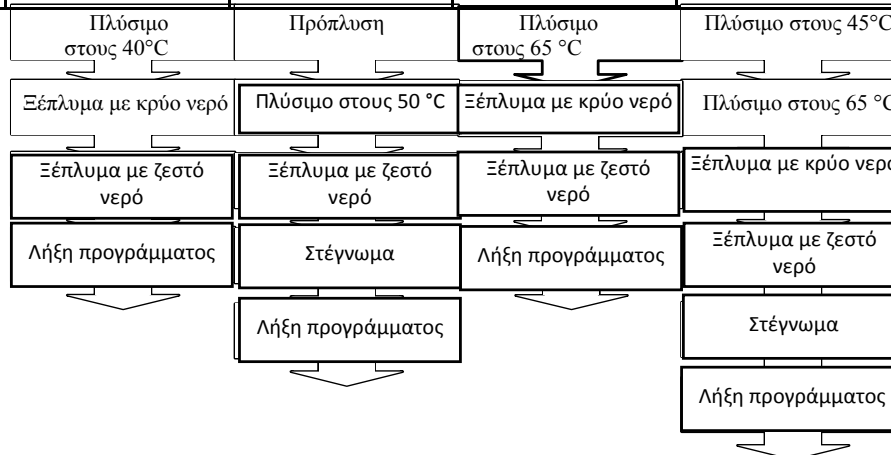 Πλύσιμο
στους 40°C
Ξέπλυμα με κρύο νερό
Ξέπλυμα με ζεστό
νερό
Λήξη προγράμματος
Πρόπλυση
Πλύσιμο στους 50 °C
Ξέπλυμα με ζεστό
νερό
Στέγνωμα
Λήξη προγράμματος
Πλύσιμο
στους 65 °C
Ξέπλυμα με κρύο νερό
Ξέπλυμα με ζεστό
νερό
Λήξη προγράμματος
Πλύσιμο στους 45°C
Πλύσιμο στους 65 °C
Ξέπλυμα με κρύο νερό
Ξέπλυμα με ζεστό
νερό
Στέγνωμα
Λήξη προγράμματος